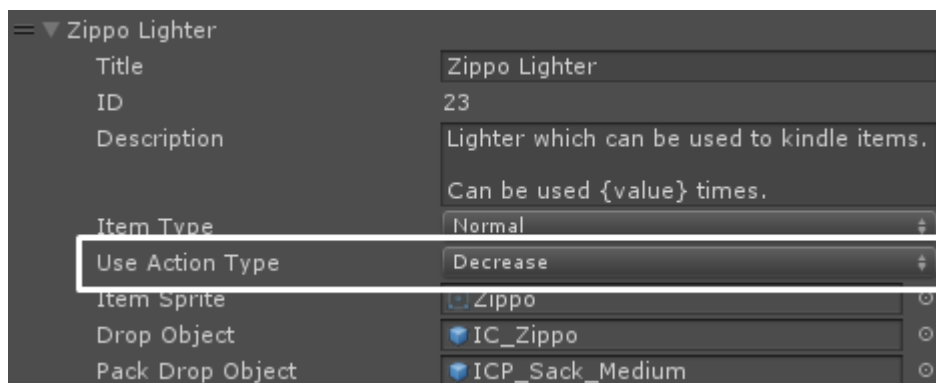 Zippo Lighter
Title Zippo Lighter
ID 23
Description Lighter which can be used to kindle items.
Can be used {value} times.
Item Type Normal
Use Action Type Decrease
Item Sprite Zippo
Drop Object IC_Zippo
Pack Drop Object ICP_Sack_Medium